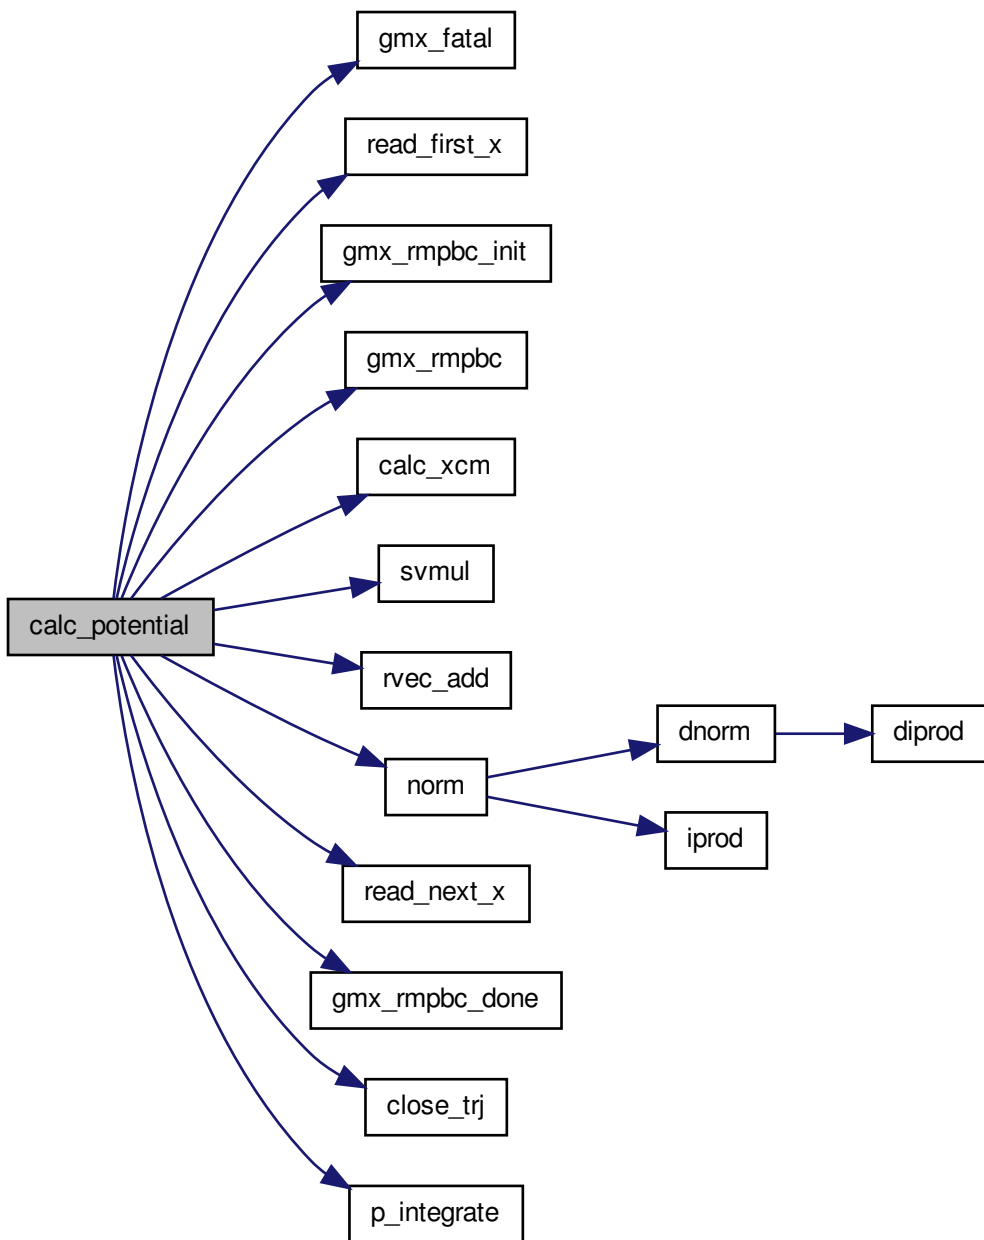 gmx_fatal
read_first_x
gmx_rmpbc_init
gmx_rmpbc
calc_xcm
svmul
calc_potential
rvec_add
dnorm
diprod
norm
iprod
read_next_x
gmx_rmpbc_done
close_trj
p_integrate